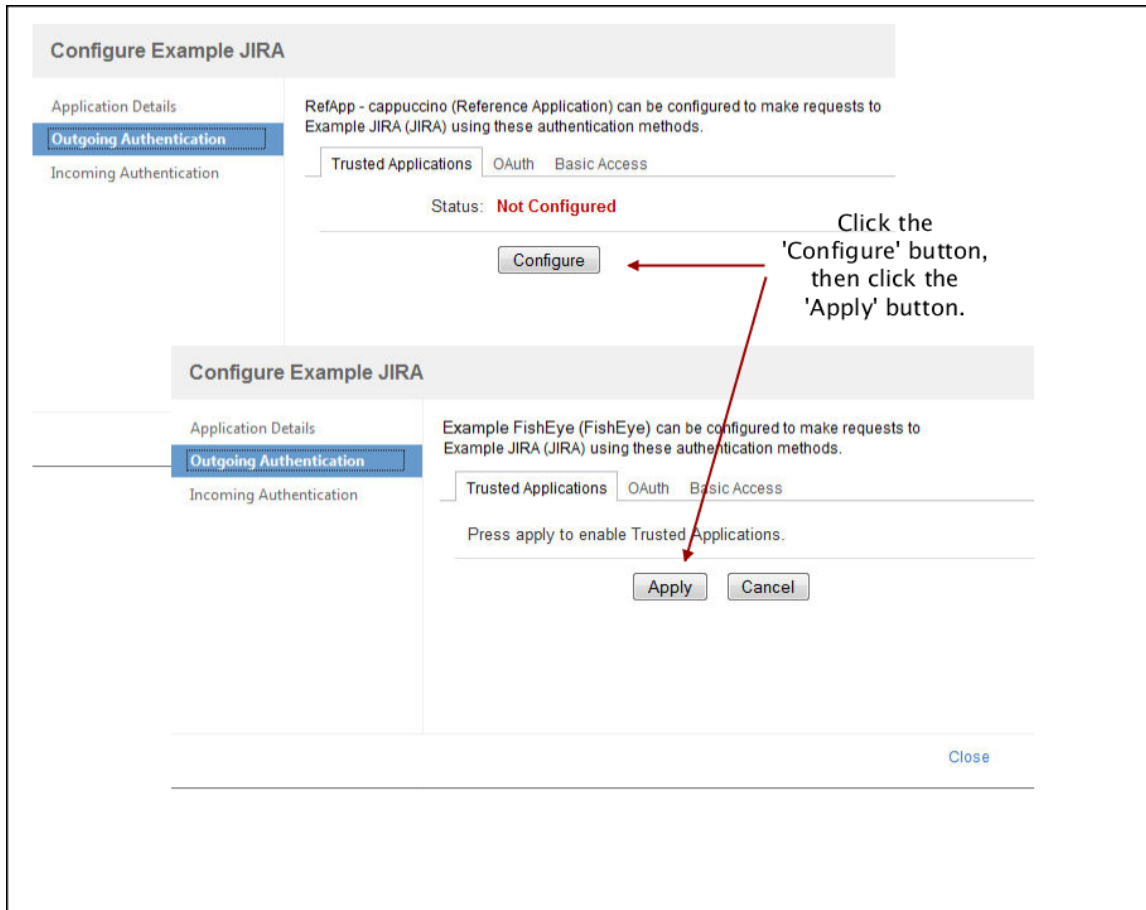 Configure Example JIRA
Application Details
Outgoing Authentication
Incoming Authentication
RefApp - cappuccino (Reference Application) can be configured to make requests to
Example JIRA (JIRA) using these authentication methods.
Trusted Applications OAuth Basic Access
Status: Not Configured
Configure
Click the
'Configure' button,
then click the
'Apply' button.
Configure Example JIRA
Application Details
Outgoing Authentication
Incoming Authentication
Example FishEye (FishEye) can be configured to make requests to
Example JIRA (JIRA) using these authentication methods.
Trusted Applications OAuth Basic Access
Press apply to enable Trusted Applications.
Apply Cancel
Close